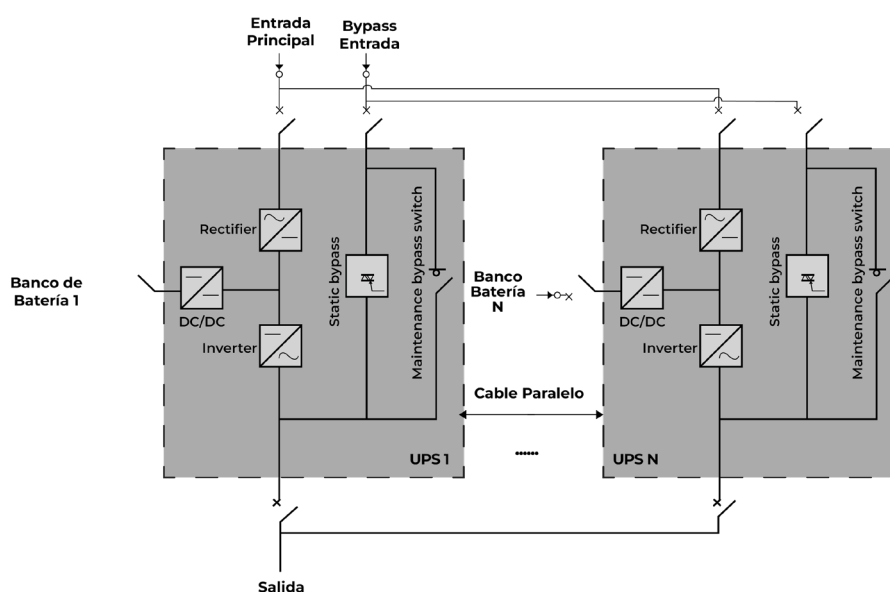 Entrada
Principal
Bypass
Entrada
Rectifier
Static bypass
Maintenance bypass switch
Banco de
Batería 1
DC/DC
Inverter
UPS 1
Banco
Batería
N
Cable Paralelo
......
Rectifier
Static bypass
Maintenance bypass switch
DC/DC
Inverter
UPS N
Salida